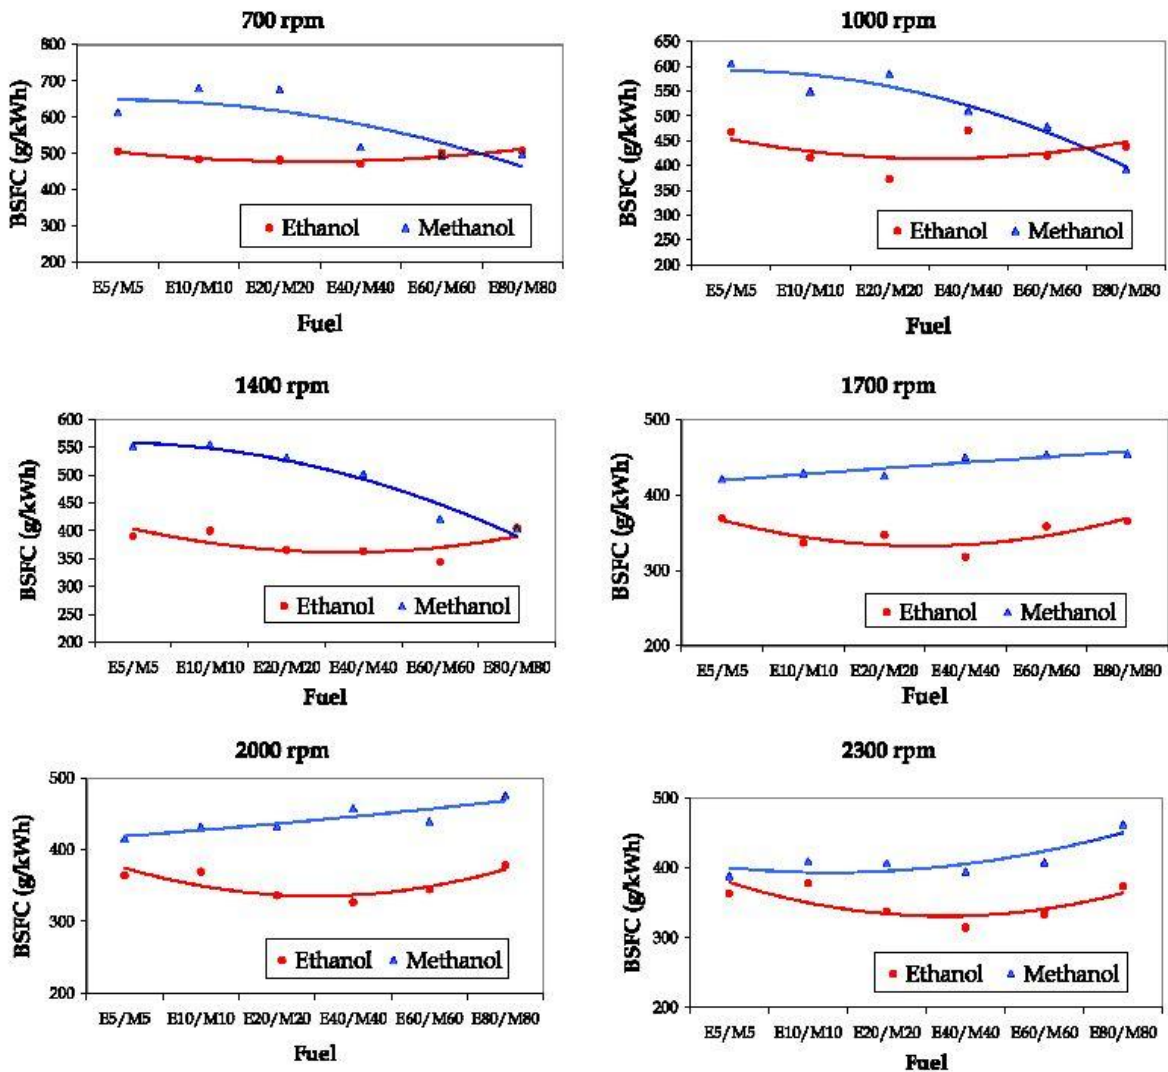 700 rpm
800
700
600
500
400
300
200
BSFC (g/kWh)
Ethanol Methanol
E5/M5 E10/M10 E20/M20 E40/M40 E60/M60 E80/M80
Fuel
1000 rpm
650
600
550
500
450
400
350
300
250
200
BSFC (g/kWh)
Ethanol Methanol
E5/M5 E10/M10 E20/M20 E40/M40 E60/M60 E80/M80
Fuel
1400 rpm
600
550
500
450
400
350
300
250
200
BSFC (g/kWh)
Ethanol Methanol
E5/M5 E10/M10 E20/M20 E40/M40 E60/M60 E80/M80
Fuel
1700 rpm
500
400
300
200
BSFC (g/kWh)
Ethanol Methanol
E5/M5 E10/M10 E20/M20 E40/M40 E60/M60 E80/M80
Fuel
2000 rpm
500
400
300
200
BSFC (g/kWh)
Ethanol Methanol
E5/M5 E10/M10 E20/M20 E40/M40 E60/M60 E80/M80
Fuel
2300 rpm
500
400
300
200
BSFC (g/kWh)
Ethanol Methanol
E5/M5 E10/M10 E20/M20 E40/M40 E60/M60 E80/M80
Fuel